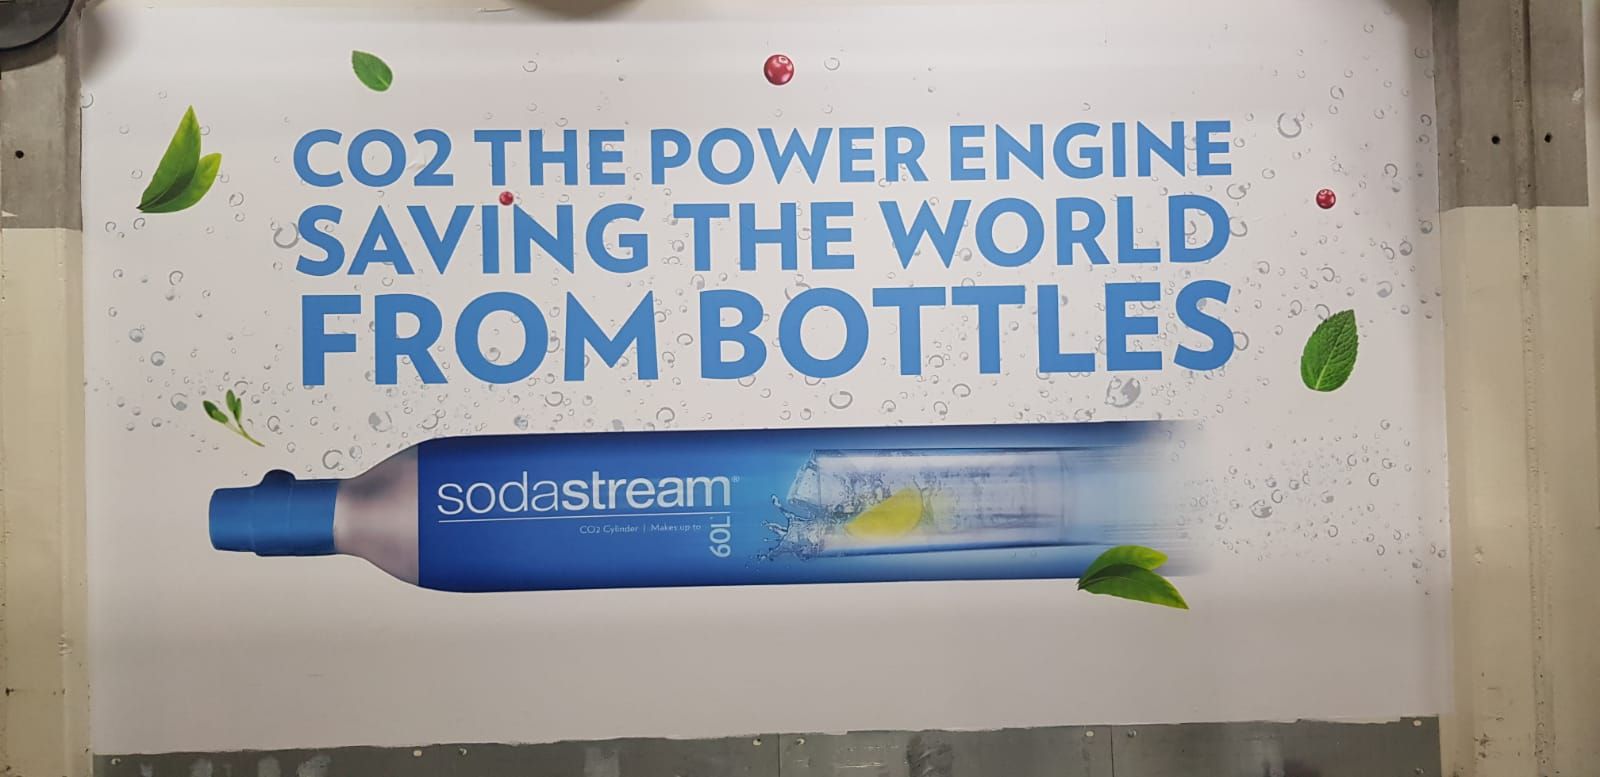 CO2 THE POWER ENGINE
SAVING THE WORLD
FROM BOTTLES
sodastream®
CO2 Cylinder | Makes up to
60L